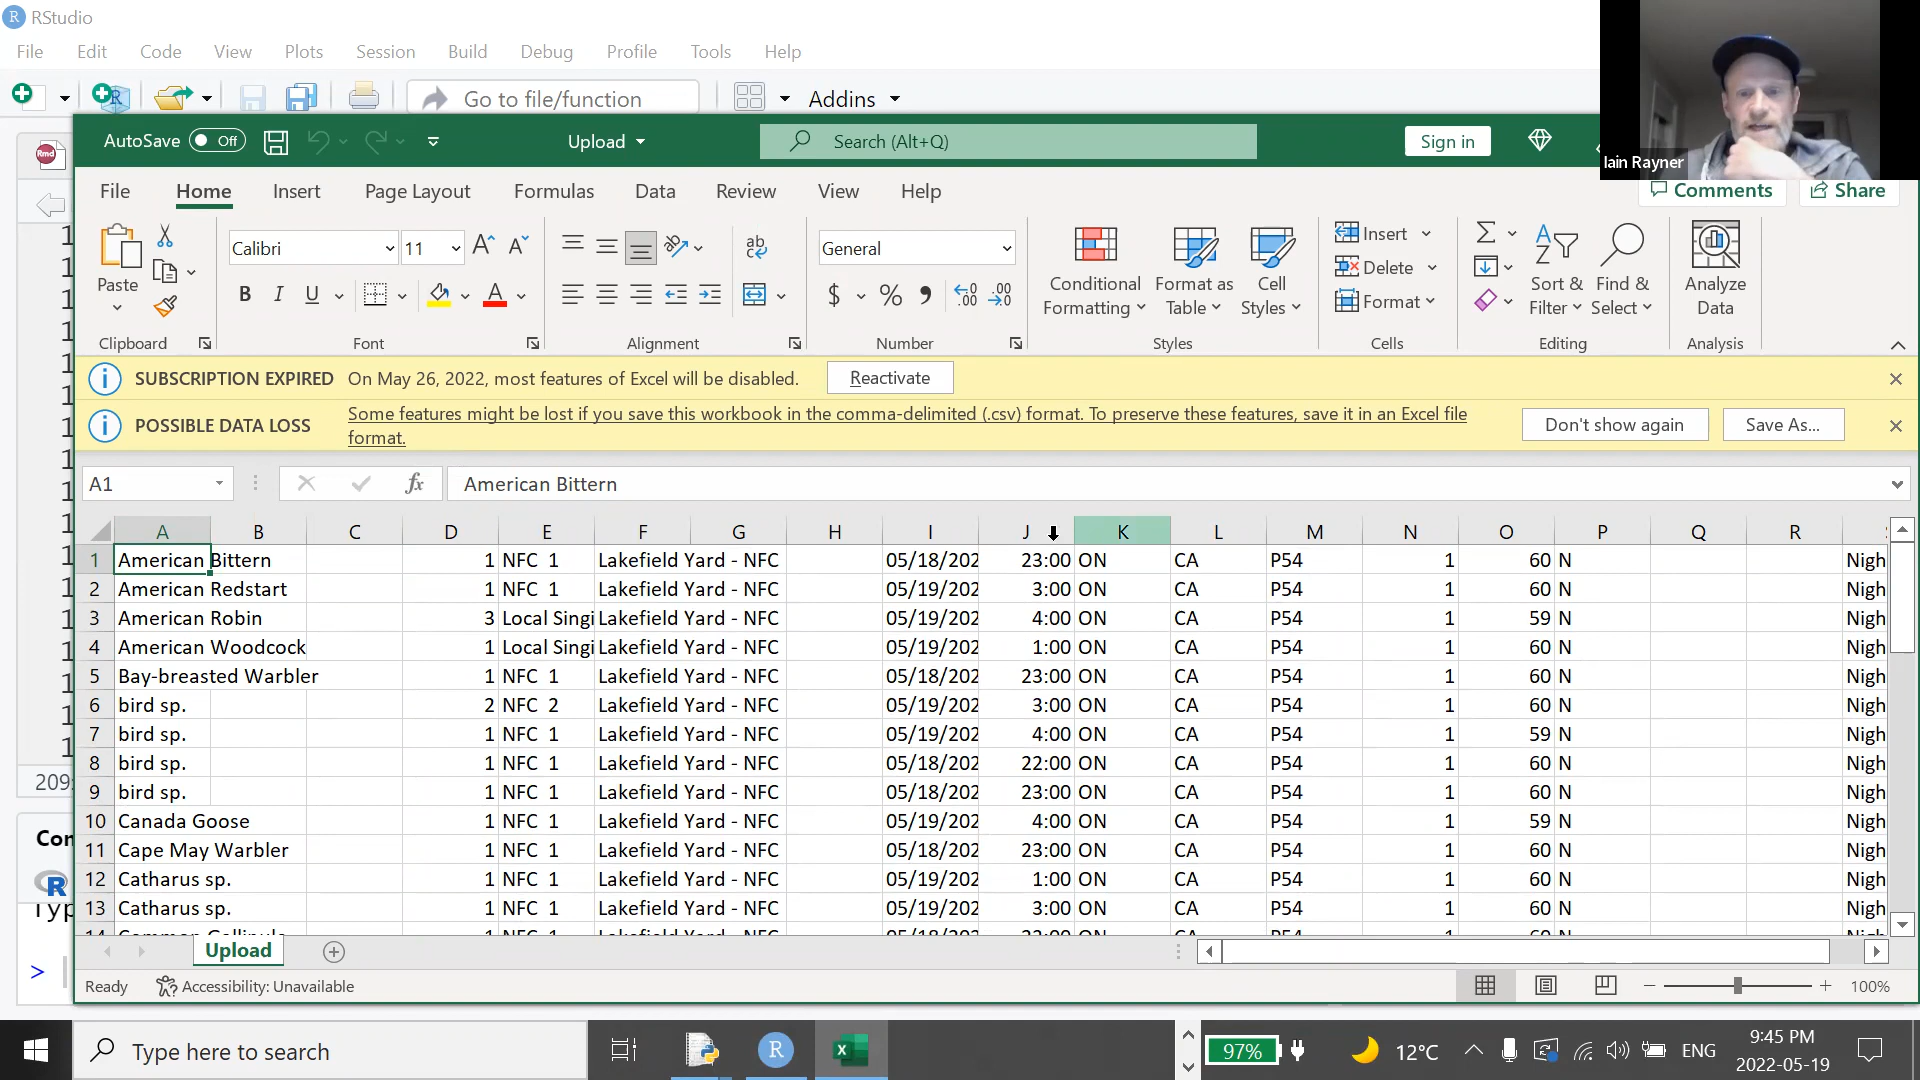 RStudio
File Edit Code View Plots Session Build Debug Profile Tools Help
Go to file/function Addins
Iain Rayner
AutoSave Off Upload Search (Alt+Q) Sign in
File Home Insert Page Layout Formulas Data Review View Help Comments Share
Rmd
Paste Calibri 11 General Conditional Formatting Format as Table Cell Styles Insert Delete Format Sort & Filter Find & Select Analyze Data
B I U
Clipboard Font Alignment Number Styles Cells Editing Analysis
SUBSCRIPTION EXPIRED On May 26, 2022, most features of Excel will be disabled. Reactivate
POSSIBLE DATA LOSS Some features might be lost if you save this workbook in the comma-delimited (.csv) format. To preserve these features, save it in an Excel file format. Don't show again Save As...
A1 fx American Bittern
A B C D E F G H I J K L M N O P Q R
1 American Bittern 1 NFC 1 Lakefield Yard - NFC 05/18/202 23:00 ON CA P54 1 60 N Nigh
2 American Redstart 1 NFC 1 Lakefield Yard - NFC 05/19/202 3:00 ON CA P54 1 60 N Nigh
3 American Robin 3 Local Singi Lakefield Yard - NFC 05/19/202 4:00 ON CA P54 1 59 N Nigh
4 American Woodcock 1 Local Singi Lakefield Yard - NFC 05/19/202 1:00 ON CA P54 1 60 N Nigh
5 Bay-breasted Warbler 1 NFC 1 Lakefield Yard - NFC 05/18/202 23:00 ON CA P54 1 60 N Nigh
6 bird sp. 2 NFC 2 Lakefield Yard - NFC 05/19/202 3:00 ON CA P54 1 60 N Nigh
7 bird sp. 1 NFC 1 Lakefield Yard - NFC 05/19/202 4:00 ON CA P54 1 59 N Nigh
8 bird sp. 1 NFC 1 Lakefield Yard - NFC 05/18/202 22:00 ON CA P54 1 60 N Nigh
9 bird sp. 1 NFC 1 Lakefield Yard - NFC 05/18/202 23:00 ON CA P54 1 60 N Nigh
10 Canada Goose 1 NFC 1 Lakefield Yard - NFC 05/19/202 4:00 ON CA P54 1 59 N Nigh
11 Cape May Warbler 1 NFC 1 Lakefield Yard - NFC 05/18/202 23:00 ON CA P54 1 60 N Nigh
12 Catharus sp. 1 NFC 1 Lakefield Yard - NFC 05/19/202 1:00 ON CA P54 1 60 N Nigh
13 Catharus sp. 1 NFC 1 Lakefield Yard - NFC 05/19/202 3:00 ON CA P54 1 60 N Nigh
Upload
Ready Accessibility: Unavailable 100%
Type here to search 97% 12°C ENG 9:45 PM
2022-05-19